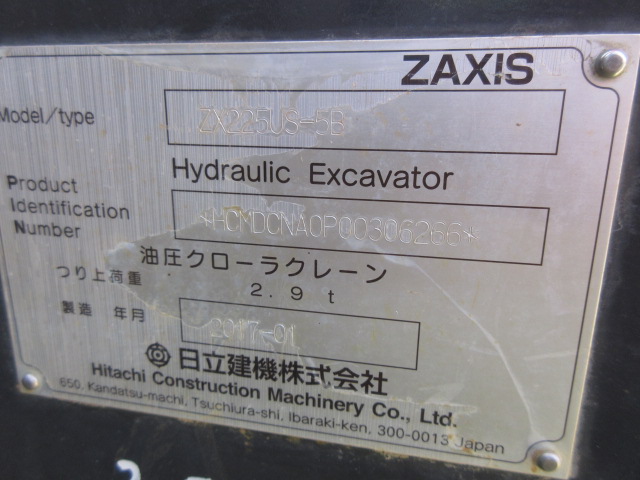 ZAXIS
Model/type ZX225US-5B
Hydraulic Excavator
Product
Identification
Number
*HCMDCNA0P00306266*
油圧クローラクレーン
つり上荷重 2.9 t
製造 年月 2017-01
日立建機株式会社
Hitachi Construction Machinery Co., Ltd.
650, Kandatsu-machi, Tsuchiura-shi, Ibaraki-ken, 300-0013 Japan